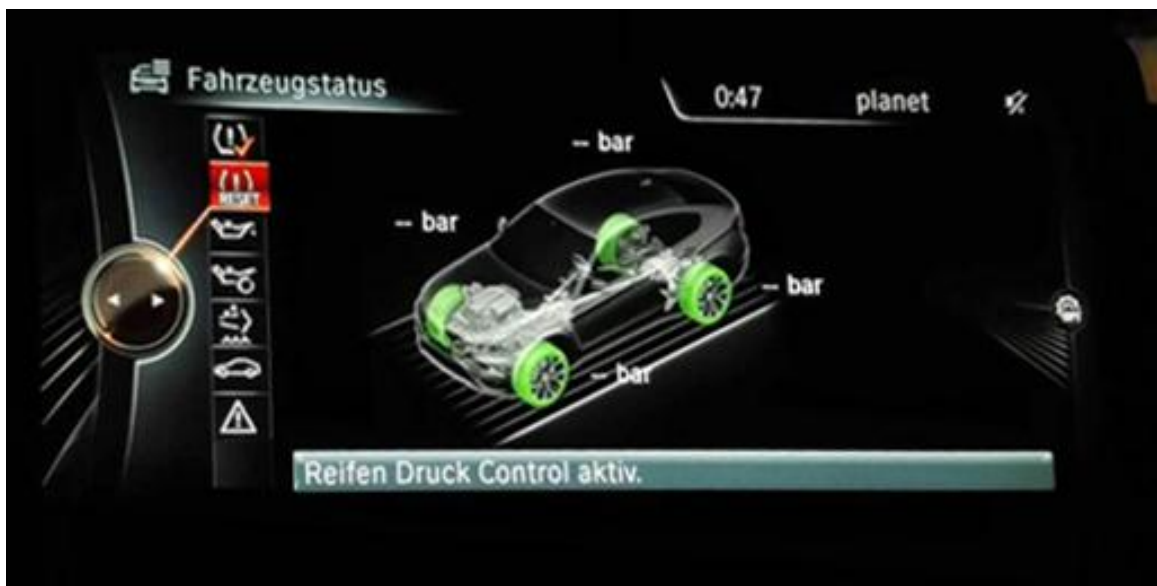 Fahrzeugstatus
0:47 planet
RESET
-- bar
-- bar
-- bar
-- bar
Reifen Druck Control aktiv.